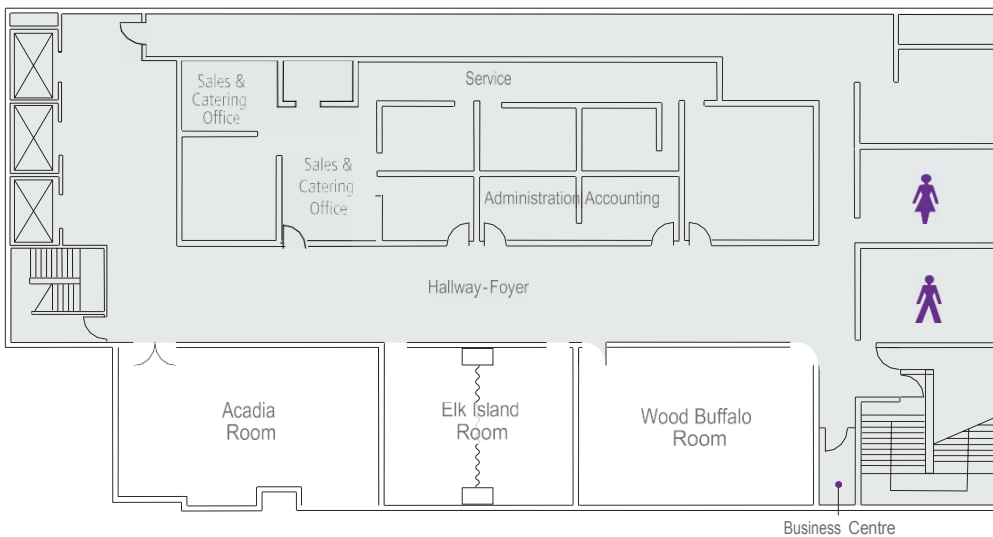 Sales &
Catering
Office
Service
Sales &
Catering
Office
Administration
Accounting
Hallway-Foyer
Acadia
Room
Elk Island
Room
Wood Buffalo
Room
Business Centre